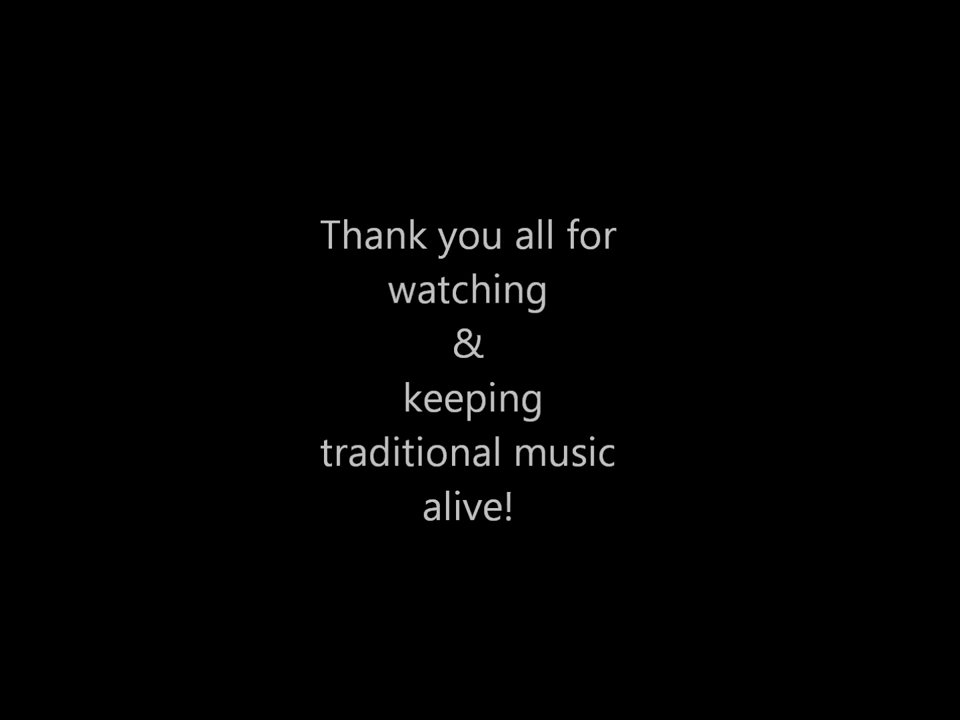 Thank you all for
watching
&
keeping
traditional music
alive!